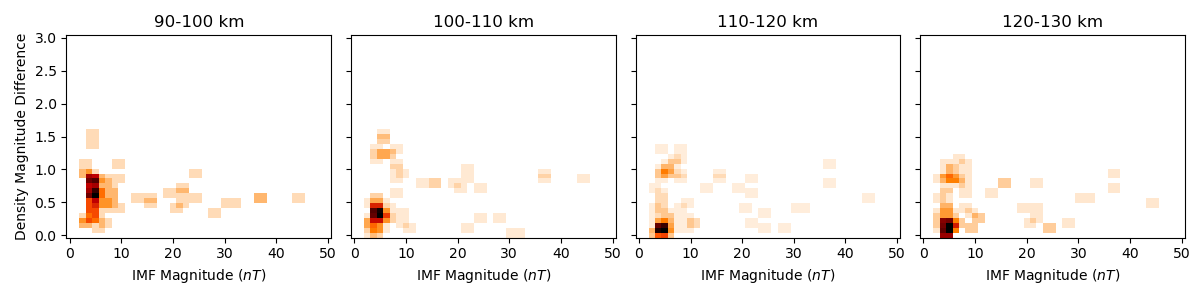 90-100 km
100-110 km
110-120 km
120-130 km
Density Magnitude Difference
3.0
2.5
2.0
1.5
1.0
0.5
0.0
0 10 20 30 40 50
0 10 20 30 40 50
0 10 20 30 40 50
0 10 20 30 40 50
IMF Magnitude (nT)
IMF Magnitude (nT)
IMF Magnitude (nT)
IMF Magnitude (nT)